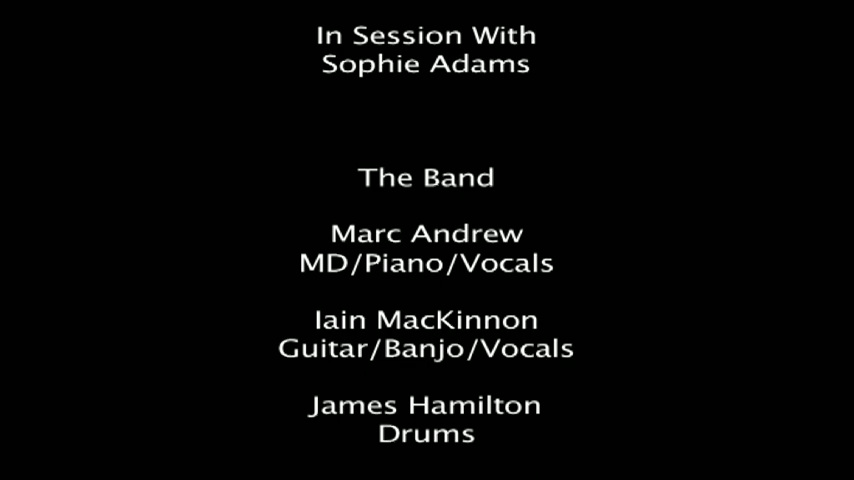 In Session With
Sophie Adams
The Band
Marc Andrew
MD/Piano/Vocals
Iain MacKinnon
Guitar/Banjo/Vocals
James Hamilton
Drums